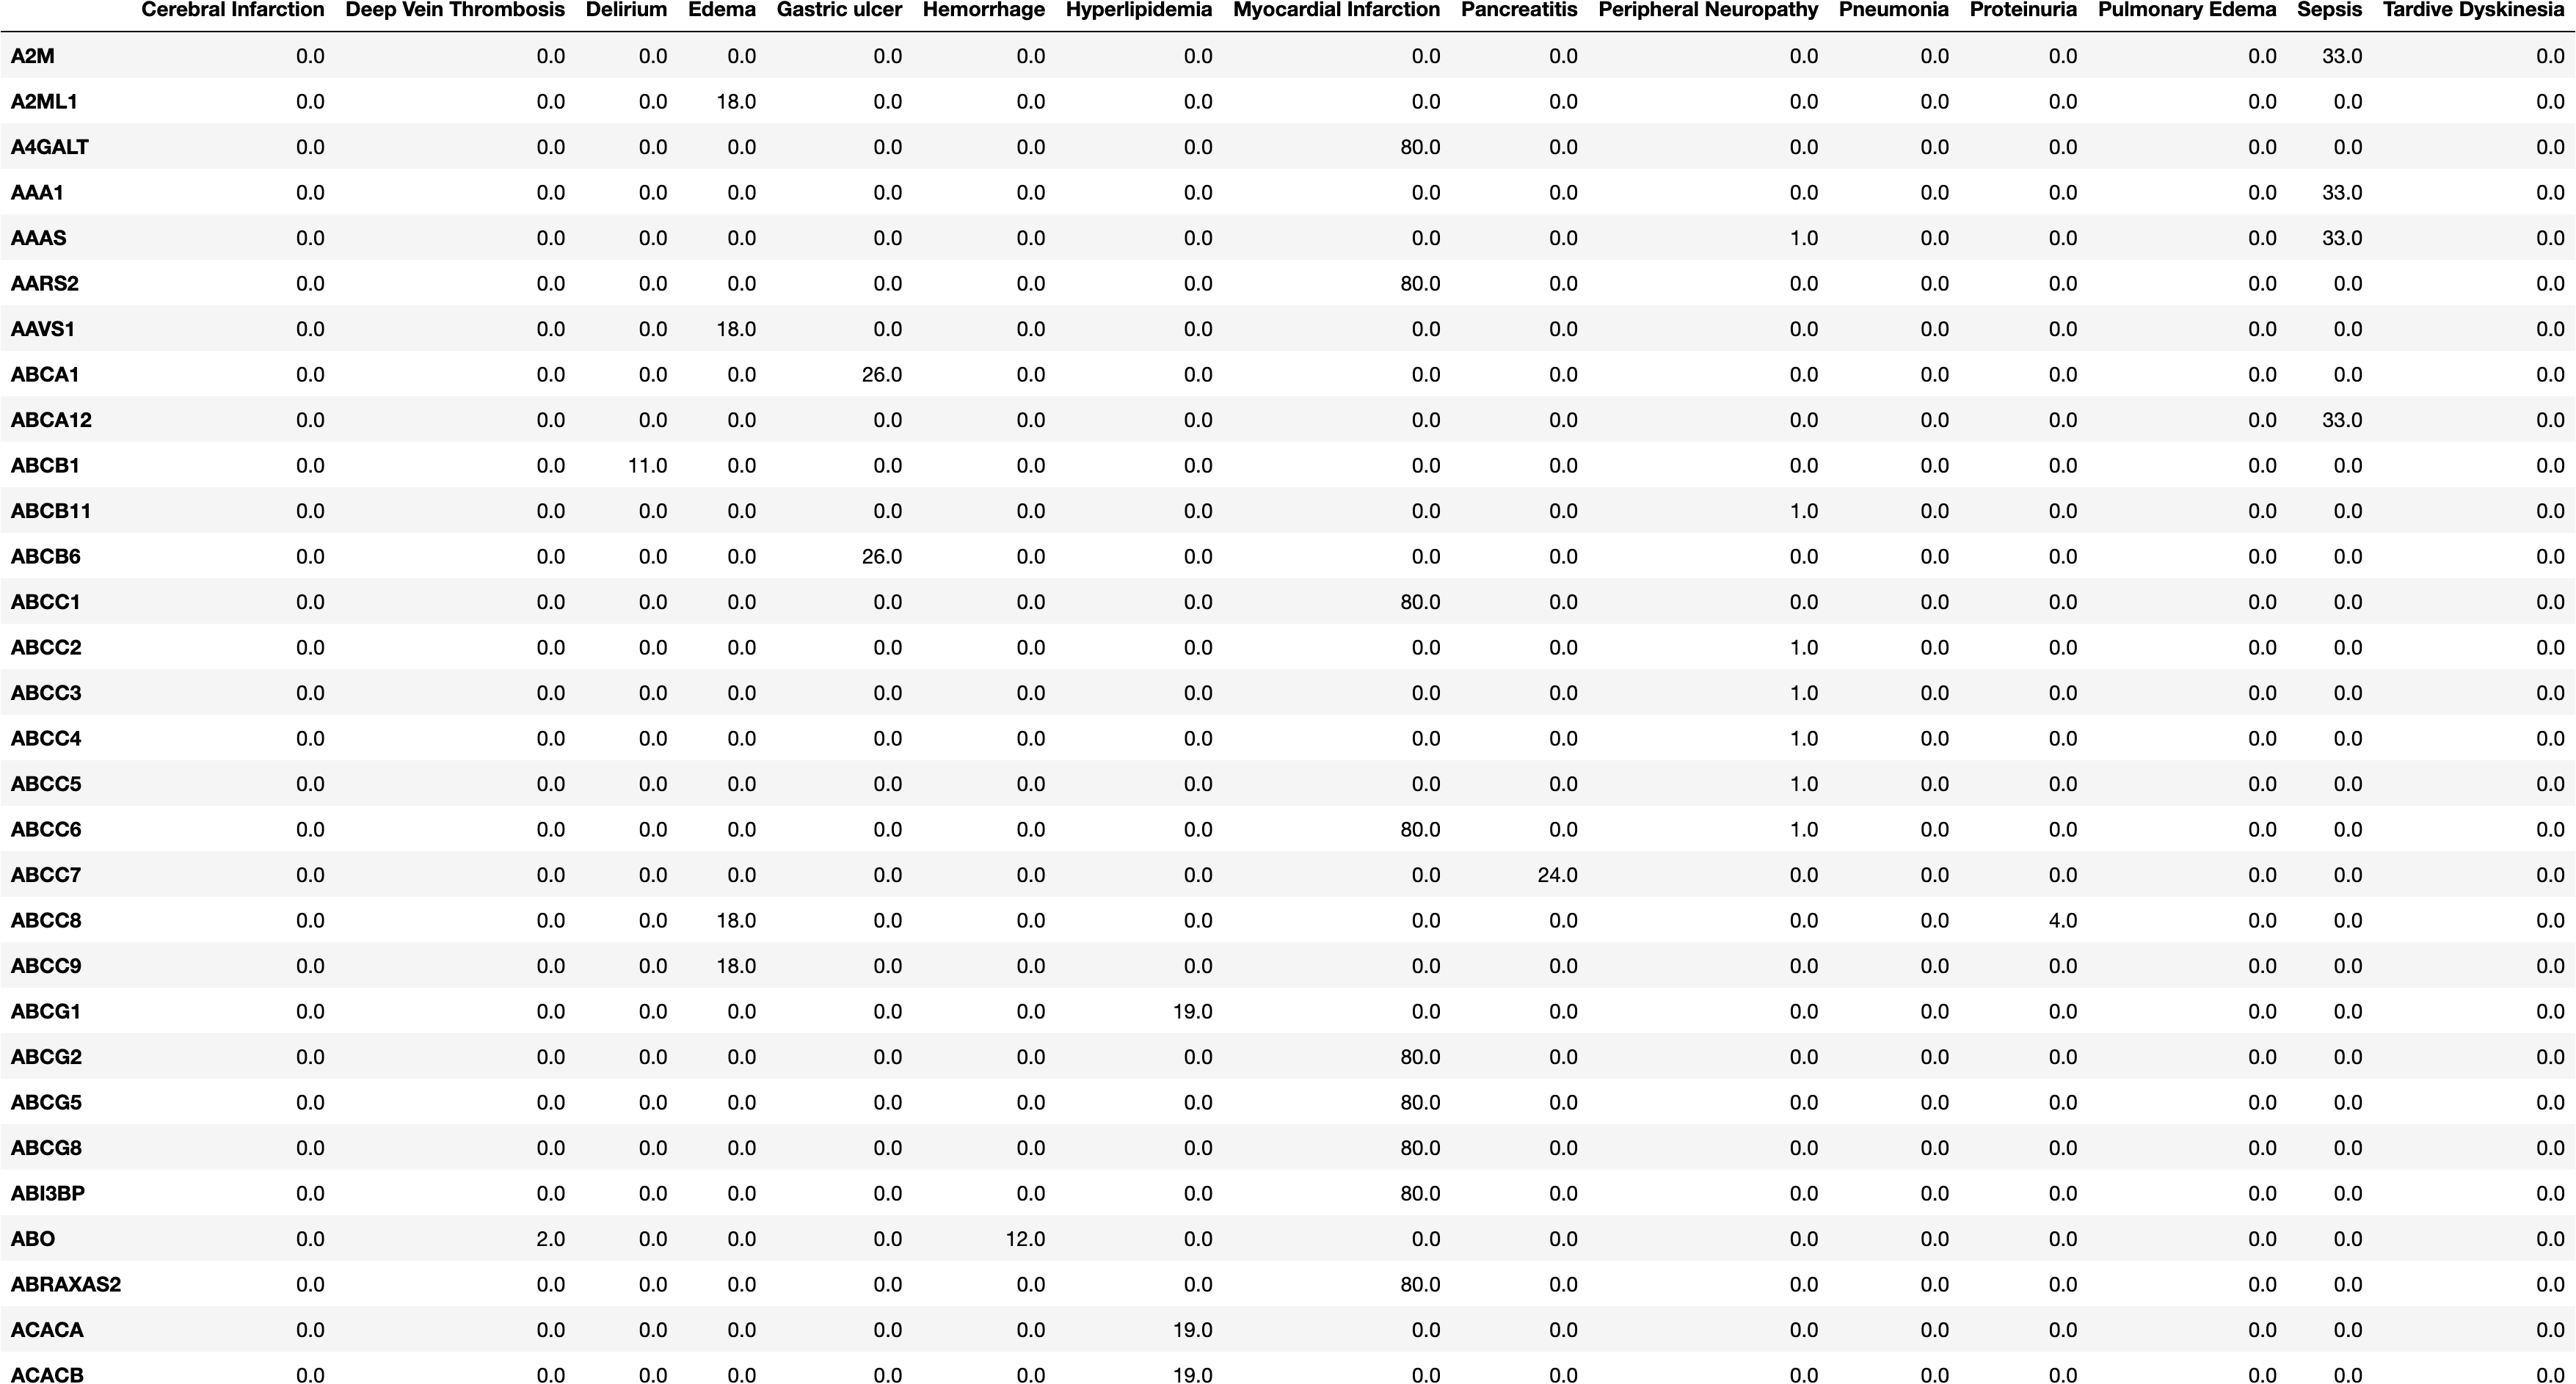 Cerebral Infarction Deep Vein Thrombosis Delirium Edema Gastric ulcer Hemorrhage Hyperlipidemia Myocardial Infarction Pancreatitis Peripheral Neuropathy Pneumonia Proteinuria Pulmonary Edema Sepsis Tardive Dyskinesia
A2M 0.0 0.0 0.0 0.0 0.0 0.0 0.0 0.0 0.0 0.0 0.0 0.0 0.0 33.0 0.0
A2ML1 0.0 0.0 0.0 18.0 0.0 0.0 0.0 0.0 0.0 0.0 0.0 0.0 0.0 0.0 0.0
A4GALT 0.0 0.0 0.0 0.0 0.0 0.0 0.0 80.0 0.0 0.0 0.0 0.0 0.0 0.0 0.0
AAA1 0.0 0.0 0.0 0.0 0.0 0.0 0.0 0.0 0.0 0.0 0.0 0.0 0.0 33.0 0.0
AAAS 0.0 0.0 0.0 0.0 0.0 0.0 0.0 0.0 0.0 1.0 0.0 0.0 0.0 33.0 0.0
AARS2 0.0 0.0 0.0 0.0 0.0 0.0 0.0 80.0 0.0 0.0 0.0 0.0 0.0 0.0 0.0
AAVS1 0.0 0.0 0.0 18.0 0.0 0.0 0.0 0.0 0.0 0.0 0.0 0.0 0.0 0.0 0.0
ABCA1 0.0 0.0 0.0 0.0 26.0 0.0 0.0 0.0 0.0 0.0 0.0 0.0 0.0 0.0 0.0
ABCA12 0.0 0.0 0.0 0.0 0.0 0.0 0.0 0.0 0.0 0.0 0.0 0.0 0.0 33.0 0.0
ABCB1 0.0 0.0 11.0 0.0 0.0 0.0 0.0 0.0 0.0 0.0 0.0 0.0 0.0 0.0 0.0
ABCB11 0.0 0.0 0.0 0.0 0.0 0.0 0.0 0.0 0.0 1.0 0.0 0.0 0.0 0.0 0.0
ABCB6 0.0 0.0 0.0 0.0 26.0 0.0 0.0 0.0 0.0 0.0 0.0 0.0 0.0 0.0 0.0
ABCC1 0.0 0.0 0.0 0.0 0.0 0.0 0.0 80.0 0.0 0.0 0.0 0.0 0.0 0.0 0.0
ABCC2 0.0 0.0 0.0 0.0 0.0 0.0 0.0 0.0 0.0 1.0 0.0 0.0 0.0 0.0 0.0
ABCC3 0.0 0.0 0.0 0.0 0.0 0.0 0.0 0.0 0.0 1.0 0.0 0.0 0.0 0.0 0.0
ABCC4 0.0 0.0 0.0 0.0 0.0 0.0 0.0 0.0 0.0 1.0 0.0 0.0 0.0 0.0 0.0
ABCC5 0.0 0.0 0.0 0.0 0.0 0.0 0.0 0.0 0.0 1.0 0.0 0.0 0.0 0.0 0.0
ABCC6 0.0 0.0 0.0 0.0 0.0 0.0 0.0 80.0 0.0 1.0 0.0 0.0 0.0 0.0 0.0
ABCC7 0.0 0.0 0.0 0.0 0.0 0.0 0.0 0.0 24.0 0.0 0.0 0.0 0.0 0.0 0.0
ABCC8 0.0 0.0 0.0 18.0 0.0 0.0 0.0 0.0 0.0 0.0 0.0 4.0 0.0 0.0 0.0
ABCC9 0.0 0.0 0.0 18.0 0.0 0.0 0.0 0.0 0.0 0.0 0.0 0.0 0.0 0.0 0.0
ABCG1 0.0 0.0 0.0 0.0 0.0 0.0 19.0 0.0 0.0 0.0 0.0 0.0 0.0 0.0 0.0
ABCG2 0.0 0.0 0.0 0.0 0.0 0.0 0.0 80.0 0.0 0.0 0.0 0.0 0.0 0.0 0.0
ABCG5 0.0 0.0 0.0 0.0 0.0 0.0 0.0 80.0 0.0 0.0 0.0 0.0 0.0 0.0 0.0
ABCG8 0.0 0.0 0.0 0.0 0.0 0.0 0.0 80.0 0.0 0.0 0.0 0.0 0.0 0.0 0.0
ABI3BP 0.0 0.0 0.0 0.0 0.0 0.0 0.0 80.0 0.0 0.0 0.0 0.0 0.0 0.0 0.0
ABO 0.0 2.0 0.0 0.0 0.0 12.0 0.0 0.0 0.0 0.0 0.0 0.0 0.0 0.0 0.0
ABRAXAS2 0.0 0.0 0.0 0.0 0.0 0.0 0.0 80.0 0.0 0.0 0.0 0.0 0.0 0.0 0.0
ACACA 0.0 0.0 0.0 0.0 0.0 0.0 19.0 0.0 0.0 0.0 0.0 0.0 0.0 0.0 0.0
ACACB 0.0 0.0 0.0 0.0 0.0 0.0 19.0 0.0 0.0 0.0 0.0 0.0 0.0 0.0 0.0